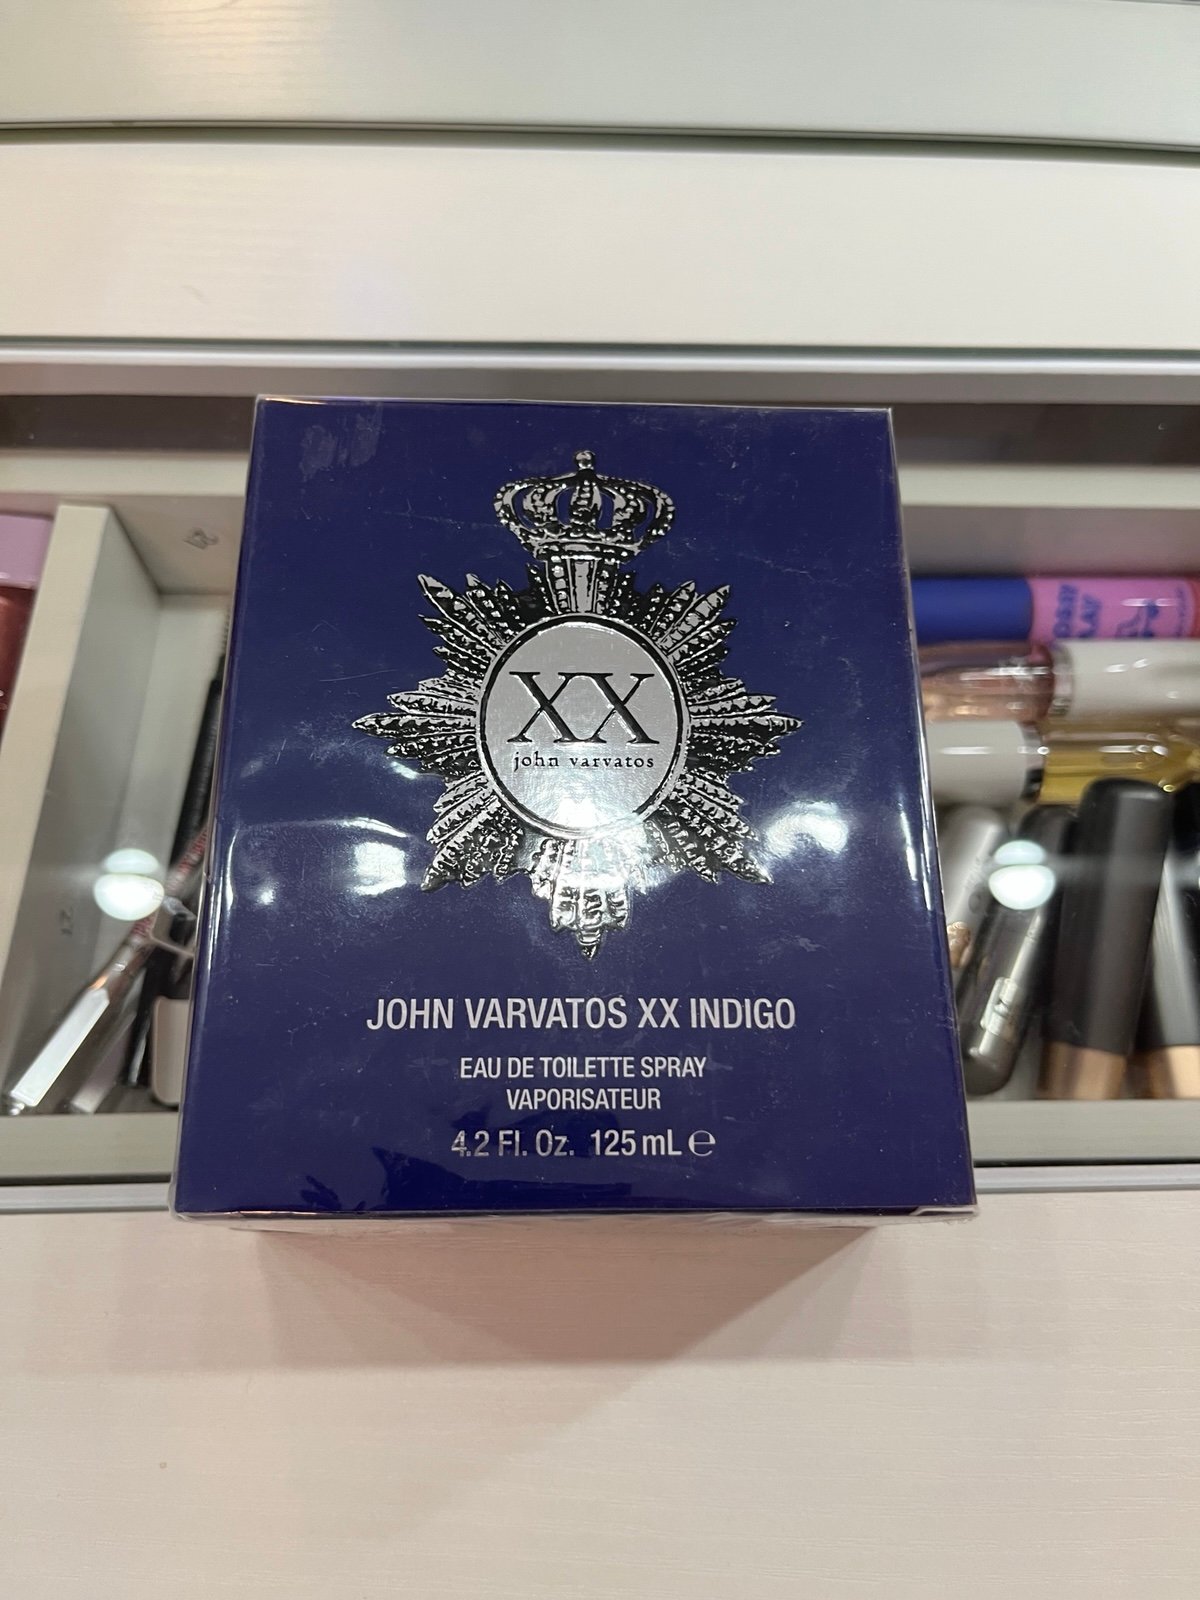 XX
john varvatos
JOHN VARVATOS XX INDIGO
EAU DE TOILETTE SPRAY
VAPORISATEUR
4.2 Fl. Oz. 125 mL ℮